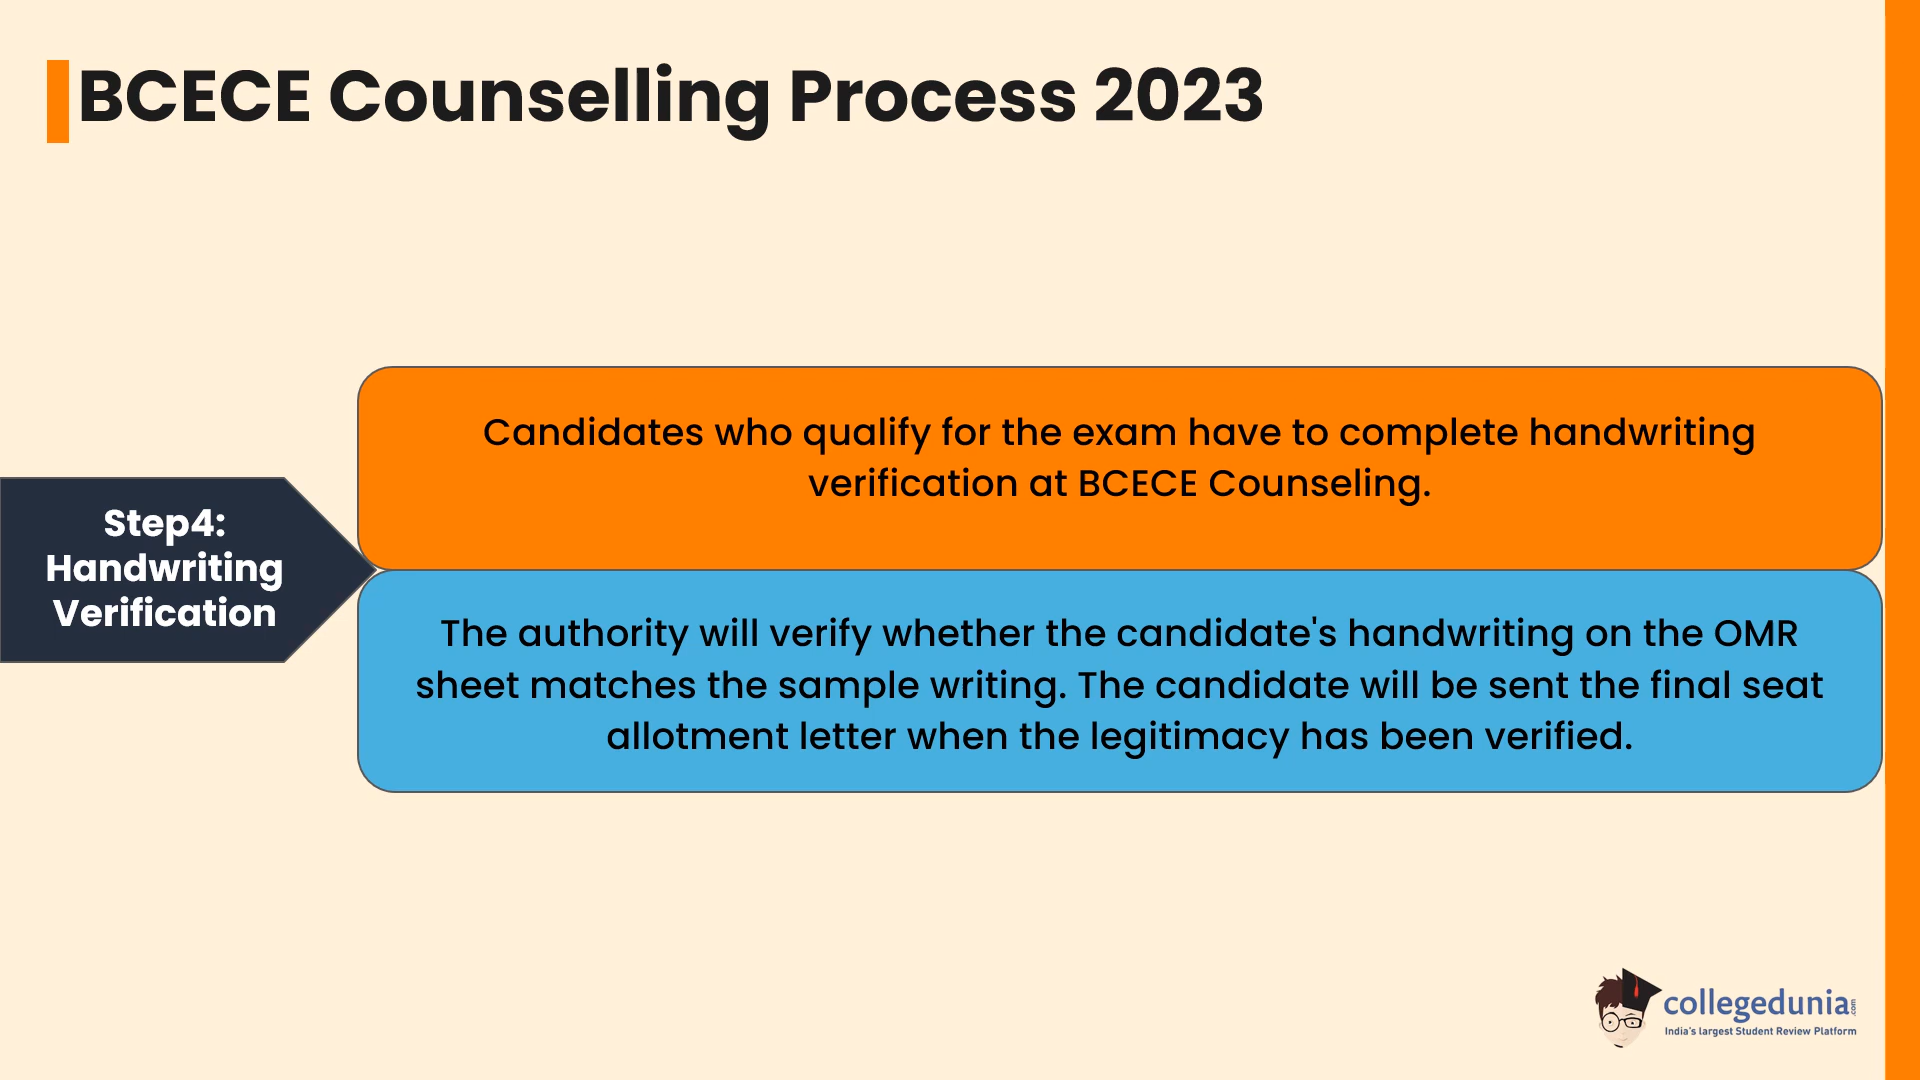 BCECE Counselling Process 2023
Candidates who qualify for the exam have to complete handwriting
verification at BCECE Counseling.
Step4:
Handwriting
Verification
The authority will verify whether the candidate's handwriting on the OMR
sheet matches the sample writing. The candidate will be sent the final seat
allotment letter when the legitimacy has been verified.
collegedunia.com
India's largest Student Review Platform